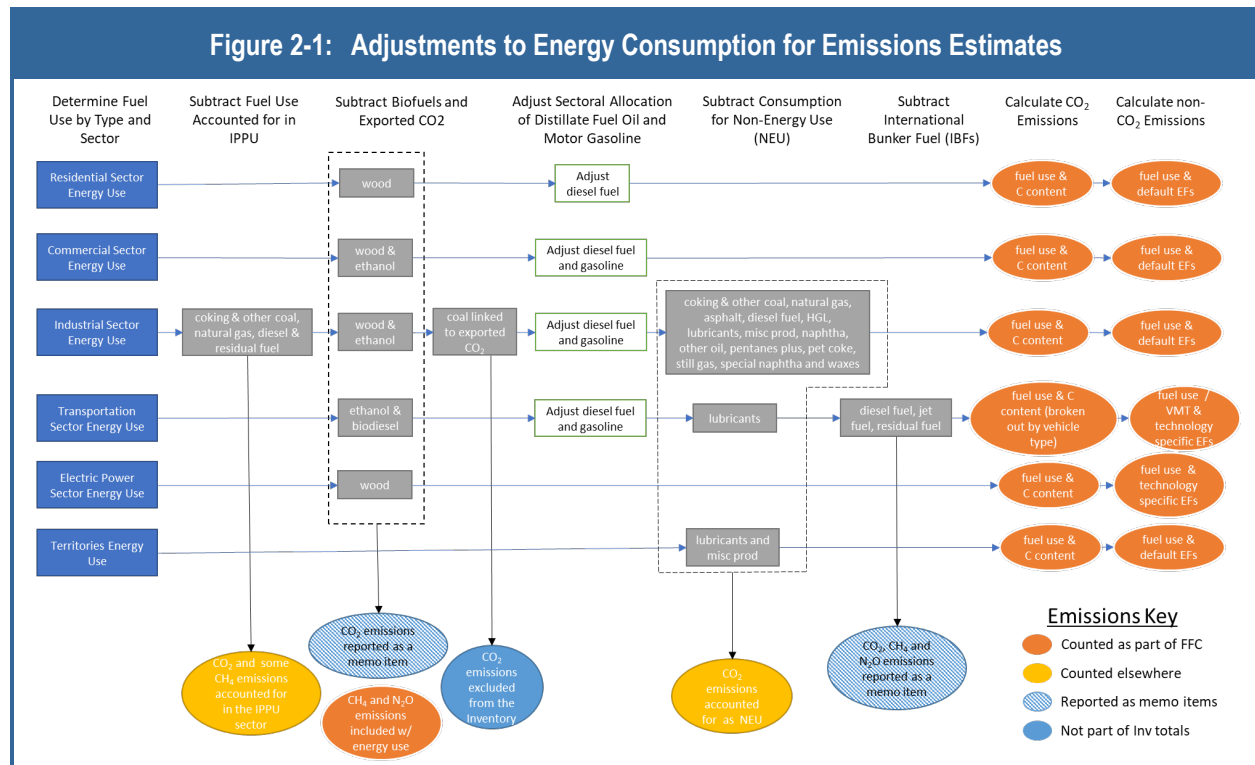 Figure 2-1: Adjustments to Energy Consumption for Emissions Estimates
Determine Fuel
Use by Type and
Sector
Subtract Fuel Use
Accounted for in
IPPU
Subtract Biofuels and
Exported CO2
Adjust Sectoral Allocation
of Distillate Fuel Oil and
Motor Gasoline
Subtract Consumption
for Non-Energy Use
(NEU)
Subtract
International
Bunker Fuel (IBFs)
Calculate CO₂
Emissions
Calculate non-
CO₂ Emissions
Residential Sector
Energy Use
wood
Adjust
diesel fuel
fuel use &
C content
fuel use &
default EFs
Commercial Sector
Energy Use
wood &
ethanol
Adjust diesel fuel
and gasoline
fuel use &
C content
fuel use &
default EFs
Industrial Sector
Energy Use
coking & other coal,
natural gas, diesel &
residual fuel
wood &
ethanol
coal linked
to exported
CO₂
Adjust diesel fuel
and gasoline
coking & other coal, natural gas,
asphalt, diesel fuel, HGL,
lubricants, misc prod, naphtha,
other oil, pentanes plus, pet coke,
still gas, special naphtha and waxes
fuel use &
C content
fuel use &
default EFs
Transportation
Sector Energy Use
ethanol &
biodiesel
Adjust diesel fuel
and gasoline
lubricants
diesel fuel, jet
fuel, residual fuel
fuel use & C
content (broken
out by vehicle
type)
fuel use /
VMT &
technology
specific EFs
Electric Power
Sector Energy Use
wood
fuel use &
C content
fuel use &
technology
specific EFs
Territories Energy
Use
lubricants and
misc prod
fuel use &
C content
fuel use &
default EFs
CO₂ and some
CH₄ emissions
accounted for
in the IPPU
sector
CO₂ emissions
reported as a
memo item
CH₄ and N₂O
emissions
included w/
energy use
CO₂
emissions
excluded
from the
Inventory
CO₂
emissions
accounted
for as NEU
CO₂, CH₄ and
N₂O emissions
reported as a
memo item
Emissions Key
Counted as part of FFC
Counted elsewhere
Reported as memo items
Not part of Inv totals